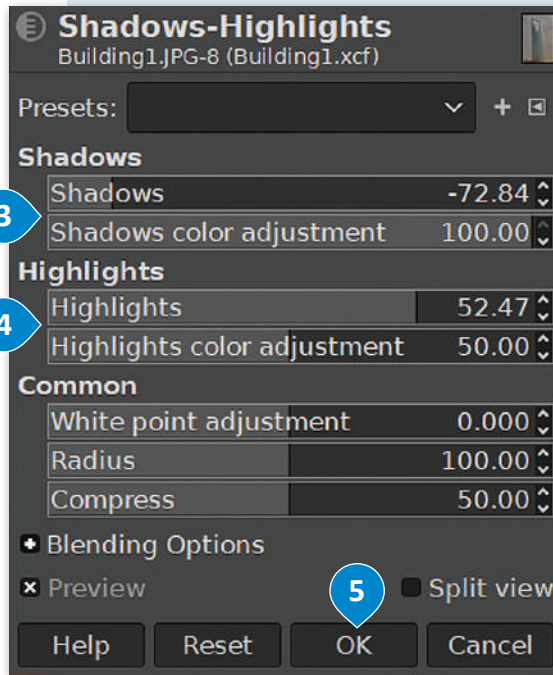 Shadows-Highlights
Building1.JPG-8 (Building1.xcf)
Presets:
Shadows
3
Shadows -72.84
Shadows color adjustment 100.00
Highlights
4
Highlights 52.47
Highlights color adjustment 50.00
Common
White point adjustment 0.000
Radius 100.00
Compress 50.00
Blending Options
Preview 5 Split view
Help Reset OK Cancel